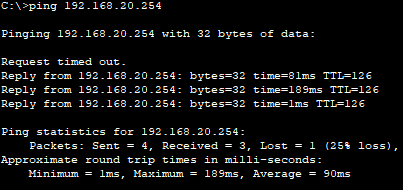 C:\>ping 192.168.20.254
Pinging 192.168.20.254 with 32 bytes of data:
Request timed out.
Reply from 192.168.20.254: bytes=32 time=81ms TTL=126
Reply from 192.168.20.254: bytes=32 time=189ms TTL=126
Reply from 192.168.20.254: bytes=32 time=1ms TTL=126
Ping statistics for 192.168.20.254:
    Packets: Sent = 4, Received = 3, Lost = 1 (25% loss),
Approximate round trip times in milli-seconds:
    Minimum = 1ms, Maximum = 189ms, Average = 90ms